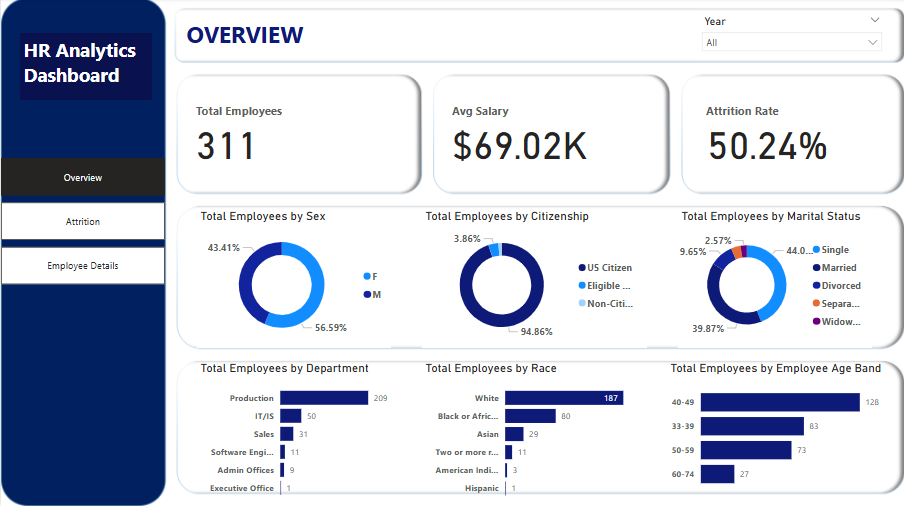 HR Analytics
Dashboard
Overview
Attrition
Employee Details
OVERVIEW
Year
All
Total Employees
311
Avg Salary
$69.02K
Attrition Rate
50.24%
Total Employees by Sex
43.41%
56.59%
F
M
Total Employees by Citizenship
3.86%
94.86%
US Citizen
Eligible ...
Non-Citi...
Total Employees by Marital Status
2.57%
9.65%
44.0...
39.87%
Single
Married
Divorced
Separa...
Widow...
Total Employees by Department
Production 209
IT/IS 50
Sales 31
Software Engi... 11
Admin Offices 9
Executive Office 1
Total Employees by Race
White 187
Black or Afric... 80
Asian 29
Two or more r... 11
American Indi... 3
Hispanic 1
Total Employees by Employee Age Band
40-49 128
33-39 83
50-59 73
60-74 27